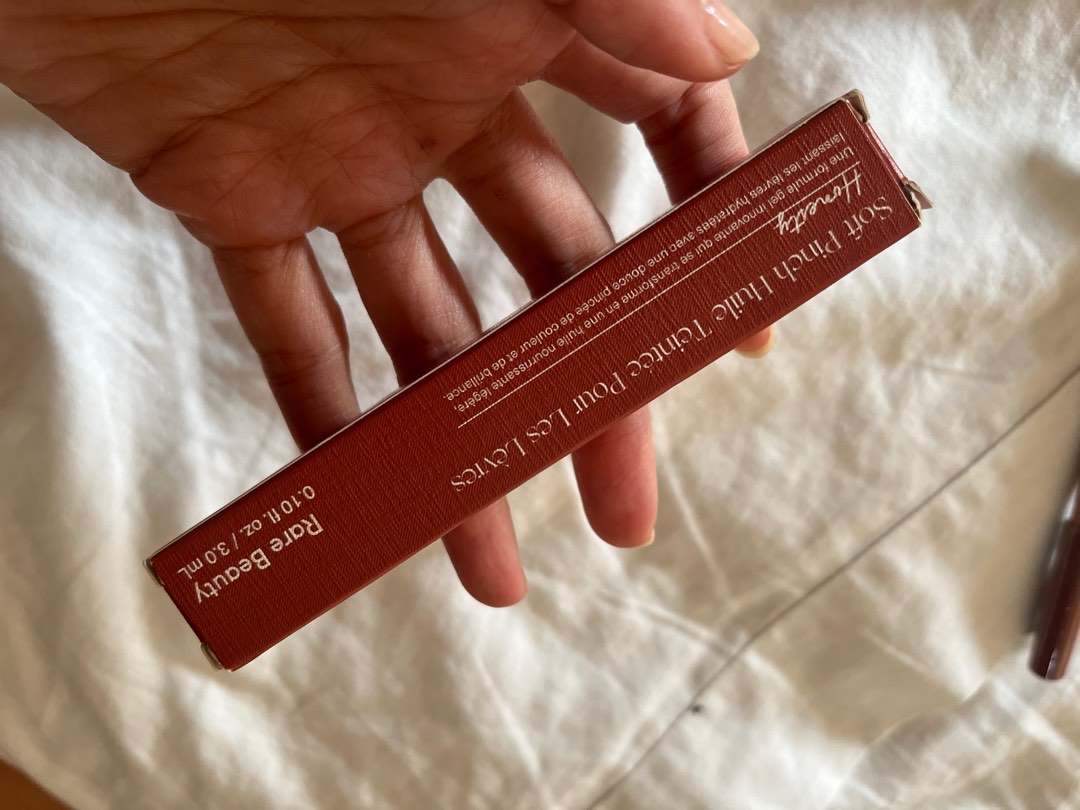 Soft Pinch Huile Teintée Pour Les Lèvres
Honesty
Une formule gel innovante qui se transforme en une huile nourrissante légère,
laissant les lèvres hydratées avec une douce pincée de couleur et de brillance.
Rare Beauty
0.10 fl. oz. / 3.0 mL